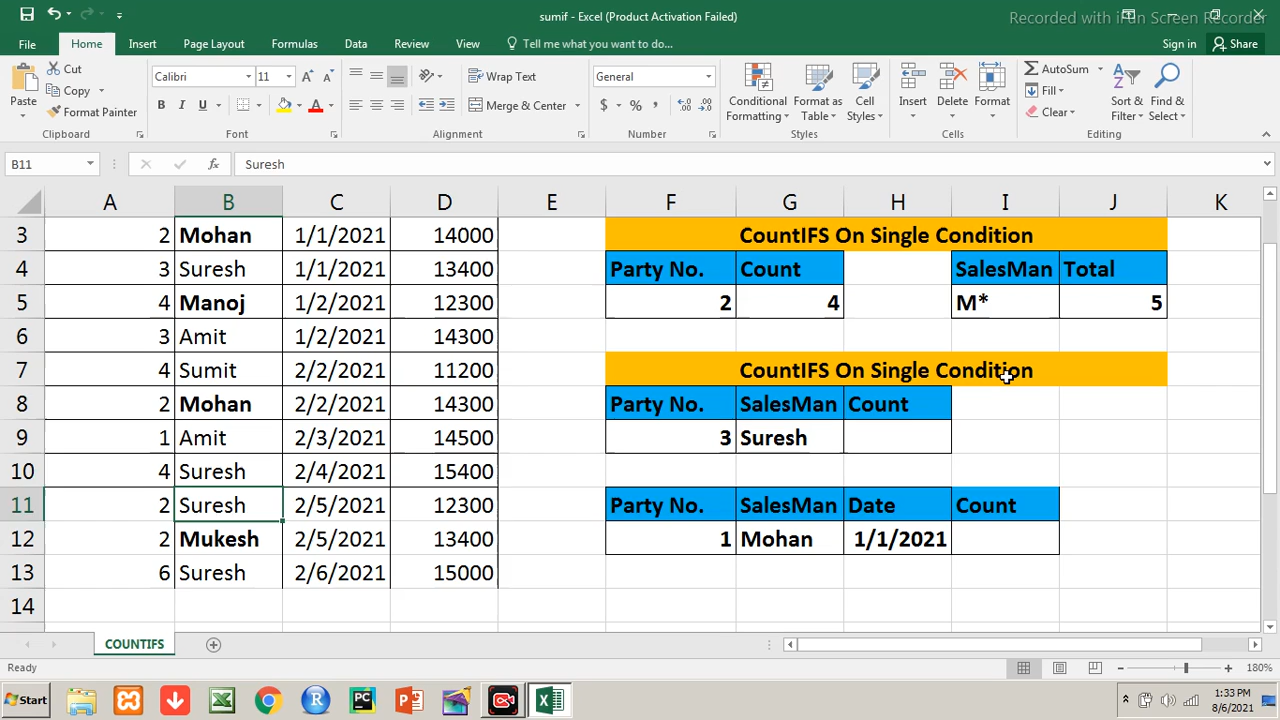 sumif - Excel (Product Activation Failed)
Recorded with iFun Screen Recorder
File Home Insert Page Layout Formulas Data Review View Tell me what you want to do... Sign in Share
Paste Cut Copy Format Painter Clipboard
Calibri 11 A A B I U A Font
Wrap Text Merge & Center Alignment
General $ % , Number
Conditional Formatting Format as Table Cell Styles Styles
Insert Delete Format Cells
AutoSum Fill Clear Sort & Filter Find & Select Editing
B11 fx Suresh
A B C D E F G H I J K
3 2 Mohan 1/1/2021 14000 CountIFS On Single Condition
4 3 Suresh 1/1/2021 13400 Party No. Count SalesMan Total
5 4 Manoj 1/2/2021 12300 2 4 M* 5
6 3 Amit 1/2/2021 14300
7 4 Sumit 2/2/2021 11200 CountIFS On Single Condition
8 2 Mohan 2/2/2021 14300 Party No. SalesMan Count
9 1 Amit 2/3/2021 14500 3 Suresh
10 4 Suresh 2/4/2021 15400
11 2 Suresh 2/5/2021 12300 Party No. SalesMan Date Count
12 2 Mukesh 2/5/2021 13400 1 Mohan 1/1/2021
13 6 Suresh 2/6/2021 15000
14
COUNTIFS
Ready 180%
Start R PC 1:33 PM
8/6/2021